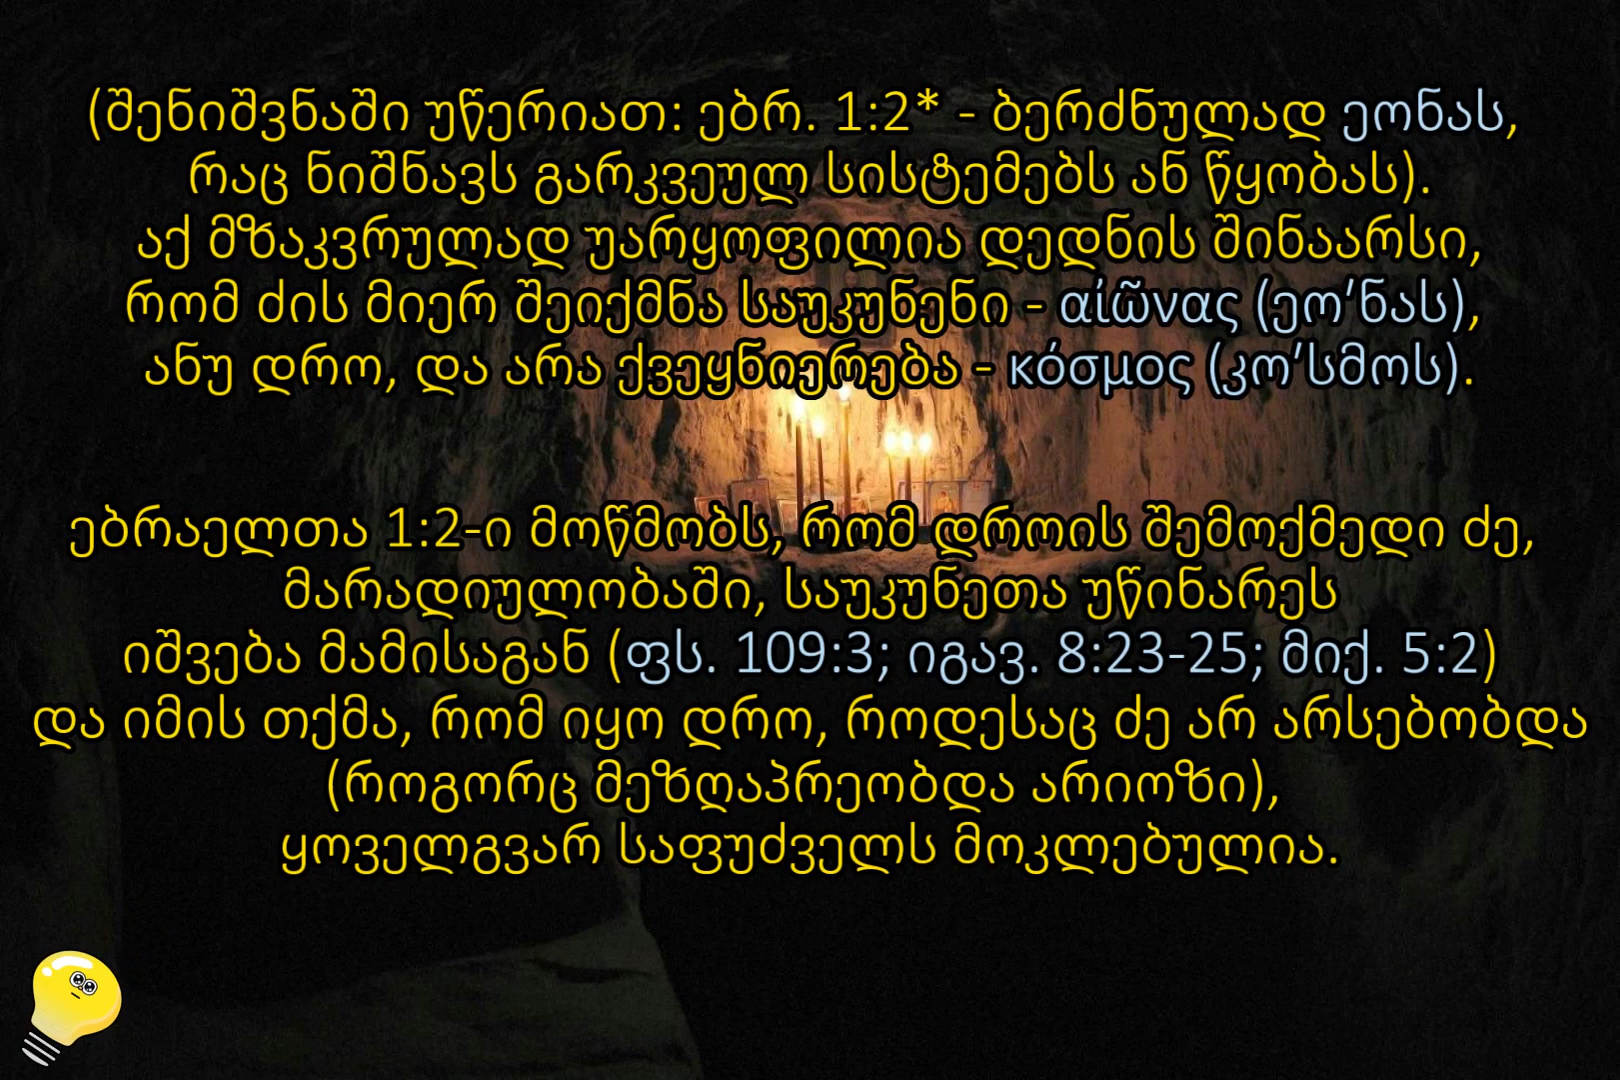 (შენიშვნაში უწერიათ: ებრ. 1:2* - ბერძნულად ეონას,
რაც ნიშნავს გარკვეულ სისტემებს ან წყობას).
აქ მზაკვრულად უარყოფილია დედნის შინაარსი,
რომ ძის მიერ შეიქმნა საუკუნენი - αἰῶνας (ეო′ნას),
ანუ დრო, და არა ქვეყნიერება - κόσμος (კო′სმოს).
ებრაელთა 1:2-ი მოწმობს, რომ დროის შემოქმედი ძე,
მარადიულობაში, საუკუნეთა უწინარეს
იშვება მამისაგან (ფს. 109:3; იგავ. 8:23-25; მიქ. 5:2)
და იმის თქმა, რომ იყო დრო, როდესაც ძე არ არსებობდა
(როგორც მეზღაპრეობდა არიოზი),
ყოველგვარ საფუძველს მოკლებულია.